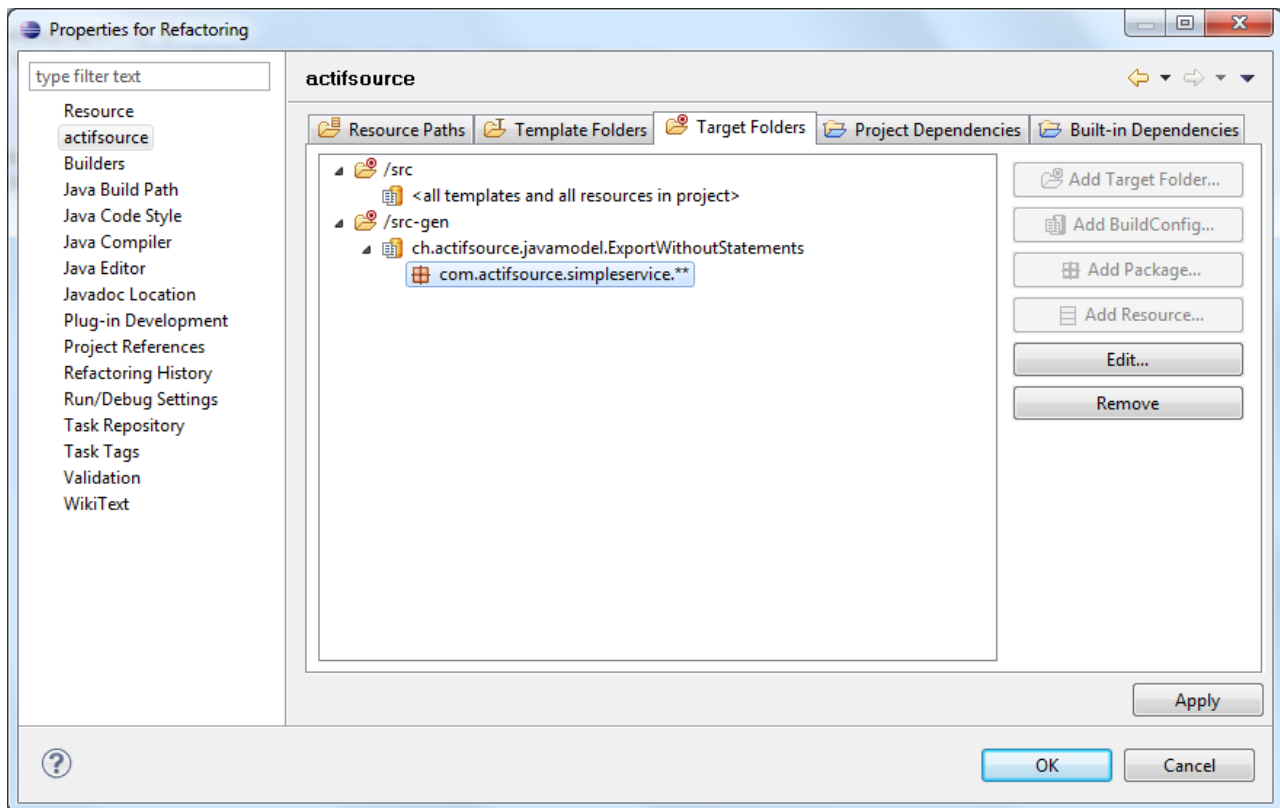 Properties for Refactoring
type filter text
Resource
actifsource
Builders
Java Build Path
Java Code Style
Java Compiler
Java Editor
Javadoc Location
Plug-in Development
Project References
Refactoring History
Run/Debug Settings
Task Repository
Task Tags
Validation
WikiText
actifsource
Resource Paths Template Folders Target Folders Project Dependencies Built-in Dependencies
/src
<all templates and all resources in project>
/src-gen
ch.actifsource.javamodel.ExportWithoutStatements
com.actifsource.simpleservice.**
Add Target Folder...
Add BuildConfig...
Add Package...
Add Resource...
Edit...
Remove
Apply
OK Cancel